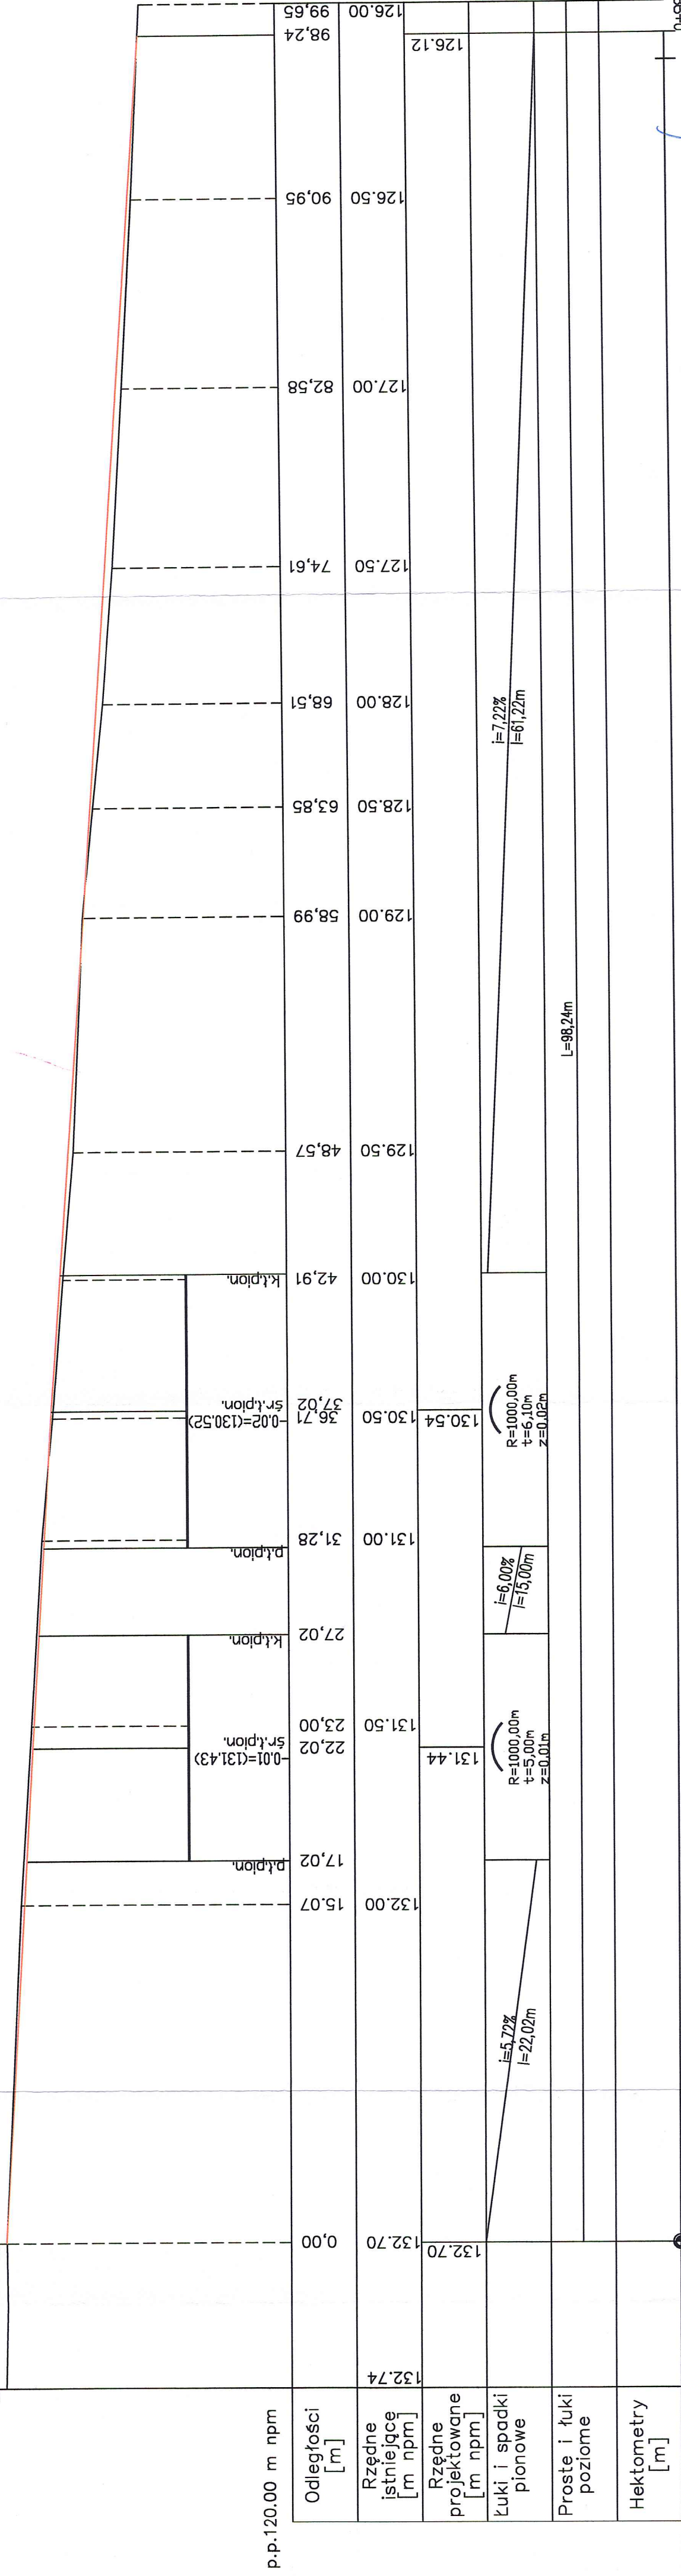 p.p.120.00 m npm
Odległości
[m]
0,00
15.07
17,02
22,02
23,00
27,02
31,28
36.71
37,02
42,91
48,57
58,99
63,85
68,51
74,61
82,58
90,95
98,24
99,65
p.ł.pion.
-0.01=(131.43)
śr.ł.pion.
k.ł.pion.
p.ł.pion.
-0.02=(130.52)
śr.ł.pion.
k.ł.pion.
Rzędne
istniejące
[m npm]
132.74
132.70
132.00
131.50
131.00
130.50
130.00
129.50
129.00
128.50
128.00
127.50
127.00
126.50
126.00
Rzędne
projektowane
[m npm]
132.70
131.44
130.54
126.12
Łuki i spadki
pionowe
i=5,72%
l=22,02m
R=1000,00m
t=5,00m
z=0,01m
i=6,00%
l=15,00m
R=1000,00m
t=6,10m
z=0,02m
i=7,22%
l=61,22m
Proste i łuki
poziome
L=98,24m
Hektometry
[m]